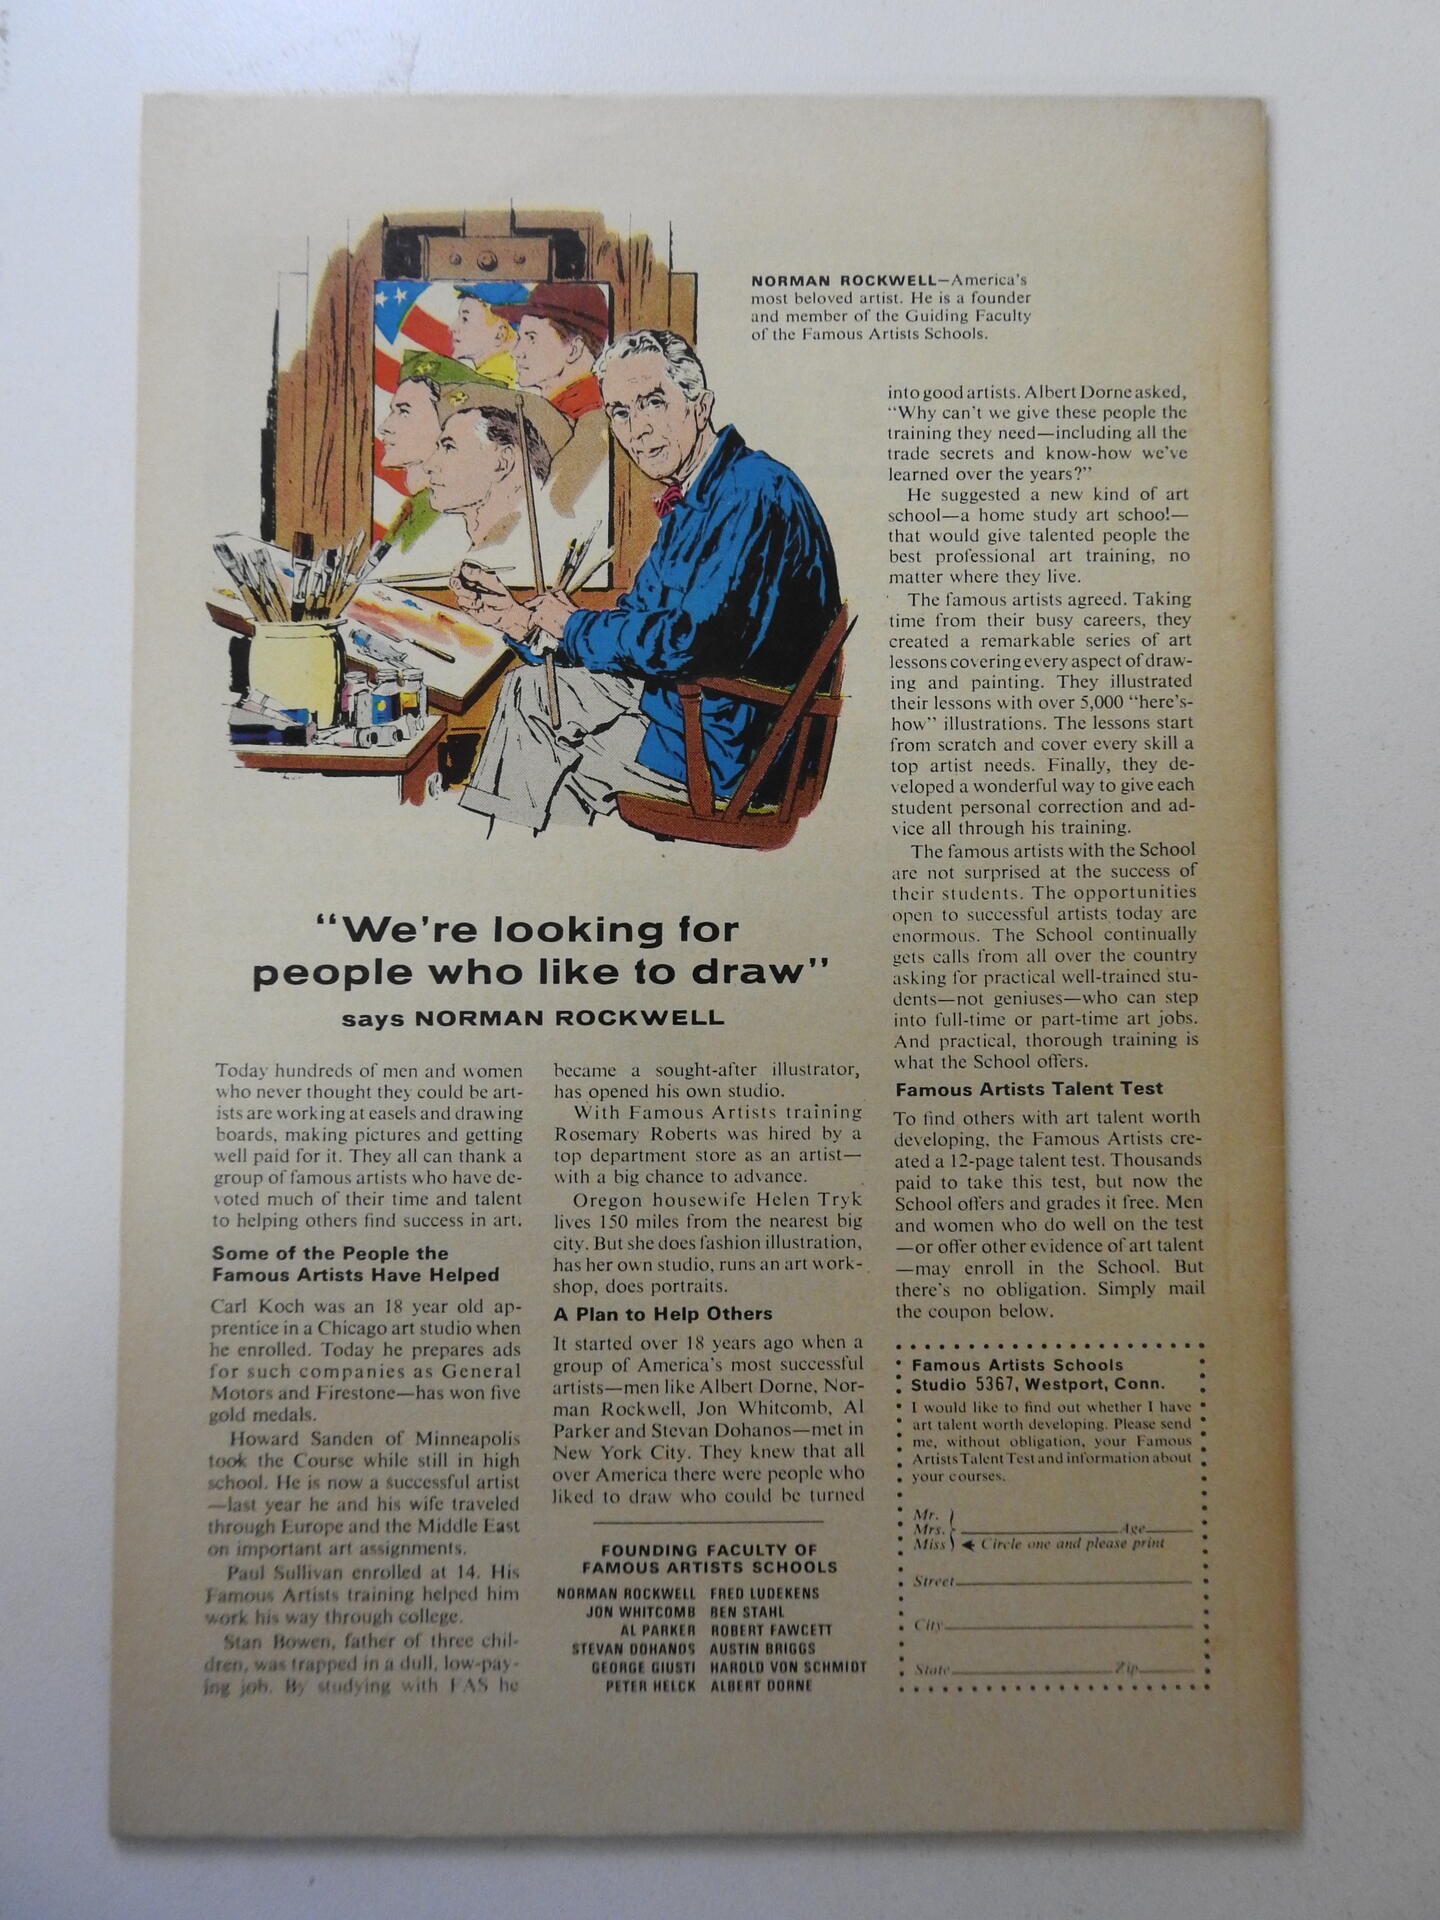 NORMAN ROCKWELL—America's
most beloved artist. He is a founder
and member of the Guiding Faculty
of the Famous Artists Schools.
"We're looking for
people who like to draw"
says NORMAN ROCKWELL
Today hundreds of men and women
who never thought they could be art-
ists are working at easels and drawing
boards, making pictures and getting
well paid for it. They all can thank a
group of famous artists who have de-
voted much of their time and talent
to helping others find success in art.
Some of the People the
Famous Artists Have Helped
Carl Koch was an 18 year old ap-
prentice in a Chicago art studio when
he enrolled. Today he prepares ads
for such companies as General
Motors and Firestone—has won five
gold medals.
Howard Sanden of Minneapolis
took the Course while still in high
school. He is now a successful artist
—last year he and his wife traveled
through Europe and the Middle East
on important art assignments.
Paul Sullivan enrolled at 14. His
Famous Artists training helped him
work his way through college.
Stan Bowen, father of three chil-
dren, was trapped in a dull, low-pay-
ing job. By studying with FAS he
became a sought-after illustrator,
has opened his own studio.
With Famous Artists training
Rosemary Roberts was hired by a
top department store as an artist—
with a big chance to advance.
Oregon housewife Helen Tryk
lives 150 miles from the nearest big
city. But she does fashion illustration,
has her own studio, runs an art work-
shop, does portraits.
A Plan to Help Others
It started over 18 years ago when a
group of America's most successful
artists—men like Albert Dorne, Nor-
man Rockwell, Jon Whitcomb, Al
Parker and Stevan Dohanos—met in
New York City. They knew that all
over America there were people who
liked to draw who could be turned
FOUNDING FACULTY OF
FAMOUS ARTISTS SCHOOLS
NORMAN ROCKWELL FRED LUDEKENS
JON WHITCOMB BEN STAHL
AL PARKER ROBERT FAWCETT
STEVAN DOHANOS AUSTIN BRIGGS
GEORGE GIUSTI HAROLD VON SCHMIDT
PETER HELCK ALBERT DORNE
into good artists. Albert Dorne asked,
"Why can't we give these people the
training they need—including all the
trade secrets and know-how we've
learned over the years?"
He suggested a new kind of art
school—a home study art school—
that would give talented people the
best professional art training, no
matter where they live.
The famous artists agreed. Taking
time from their busy careers, they
created a remarkable series of art
lessons covering every aspect of draw-
ing and painting. They illustrated
their lessons with over 5,000 "here's-
how" illustrations. The lessons start
from scratch and cover every skill a
top artist needs. Finally, they de-
veloped a wonderful way to give each
student personal correction and ad-
vice all through his training.
The famous artists with the School
are not surprised at the success of
their students. The opportunities
open to successful artists today are
enormous. The School continually
gets calls from all over the country
asking for practical well-trained stu-
dents—not geniuses—who can step
into full-time or part-time art jobs.
And practical, thorough training is
what the School offers.
Famous Artists Talent Test
To find others with art talent worth
developing, the Famous Artists cre-
ated a 12-page talent test. Thousands
paid to take this test, but now the
School offers and grades it free. Men
and women who do well on the test
—or offer other evidence of art talent
—may enroll in the School. But
there's no obligation. Simply mail
the coupon below.
Famous Artists Schools
Studio 5367, Westport, Conn.
I would like to find out whether I have
art talent worth developing. Please send
me, without obligation, your Famous
Artists Talent Test and information about
your courses.
Mr.
Mrs. Age
Miss Circle one and please print
Street
City
State Zip